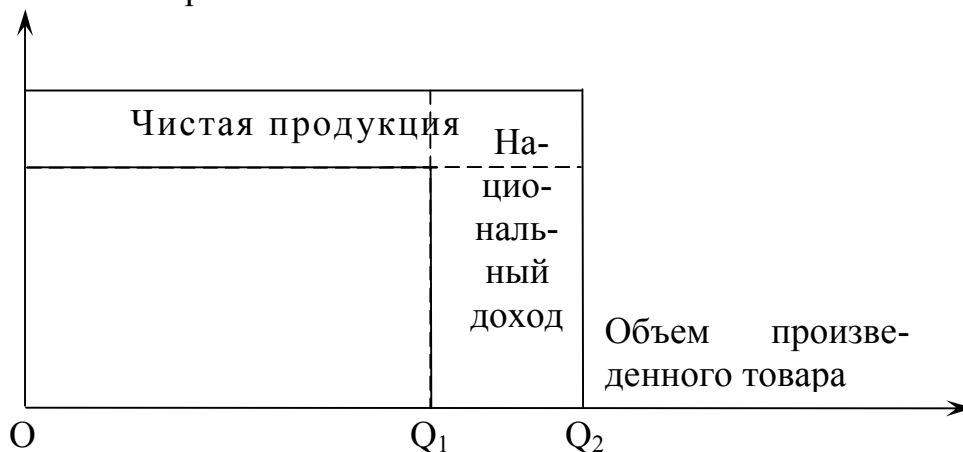 Чистая продукция
На-
цио-
наль-
ный
доход
Объем произве-
денного товара
O
Q₁
Q₂